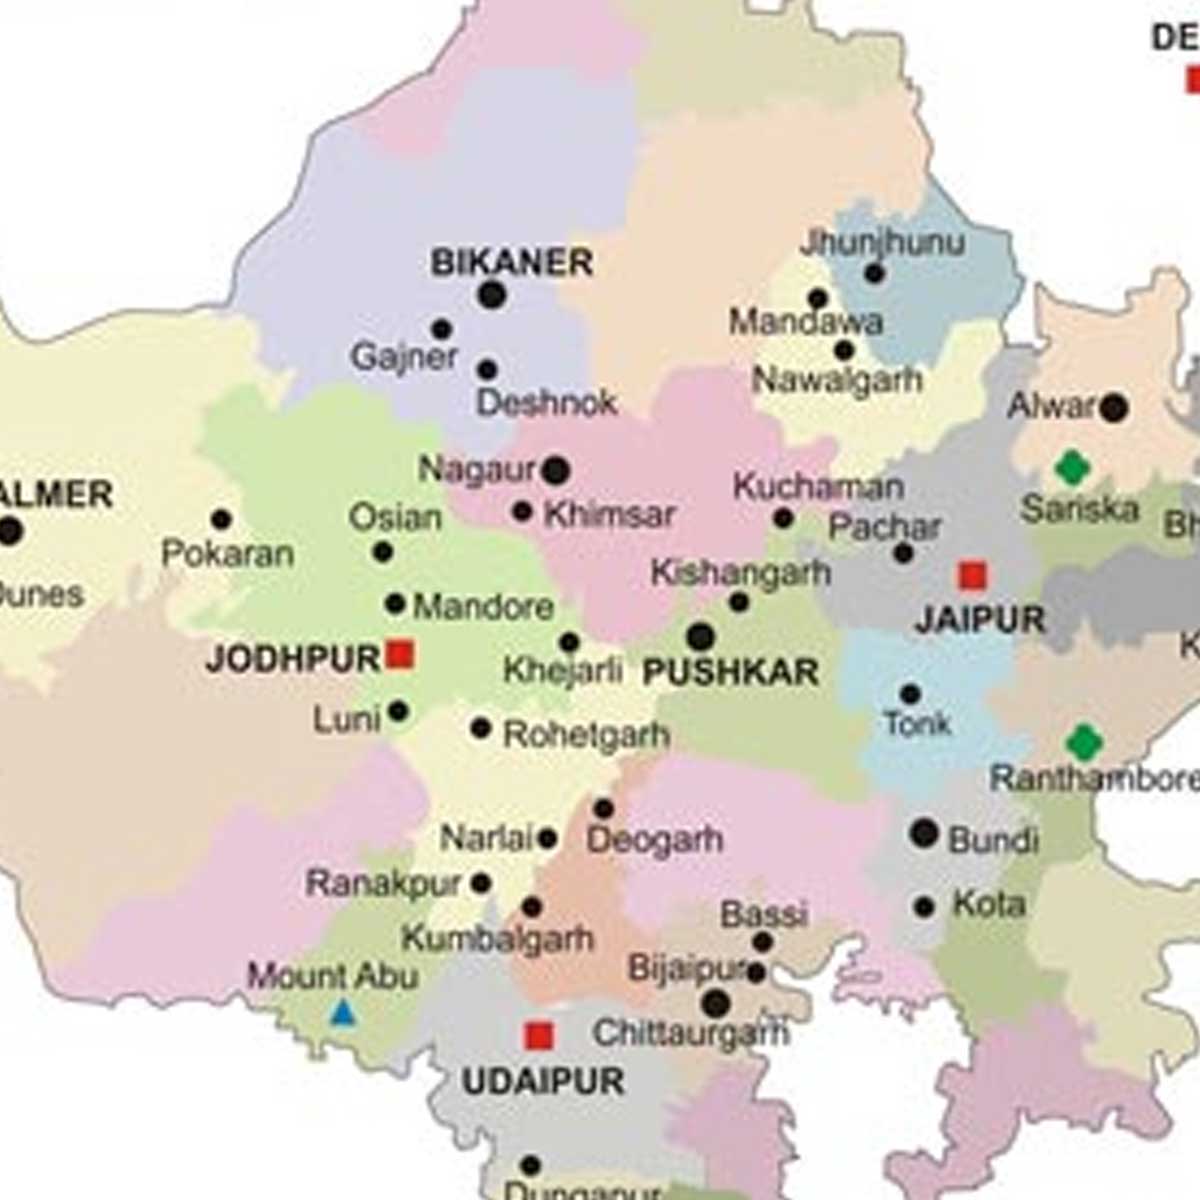 DE
Jhunjhunu
BIKANER
Mandawa
Gajner
Nawalgarh
Deshnok
Alwar
Nagaur
Kuchaman
ALMER
Osian
Khimsar
Pachar
Sariska
Bh
Pokaran
Kishangarh
Dunes
Mandore
JAIPUR
JODHPUR
Khejarli
PUSHKAR
K
Luni
Rohetgarh
Tonk
Ranthambore
Narlai
Deogarh
Bundi
Ranakpur
Bassi
Kota
Kumbalgarh
Mount Abu
Bijaipur
Chittaurgarh
UDAIPUR
Dungapur